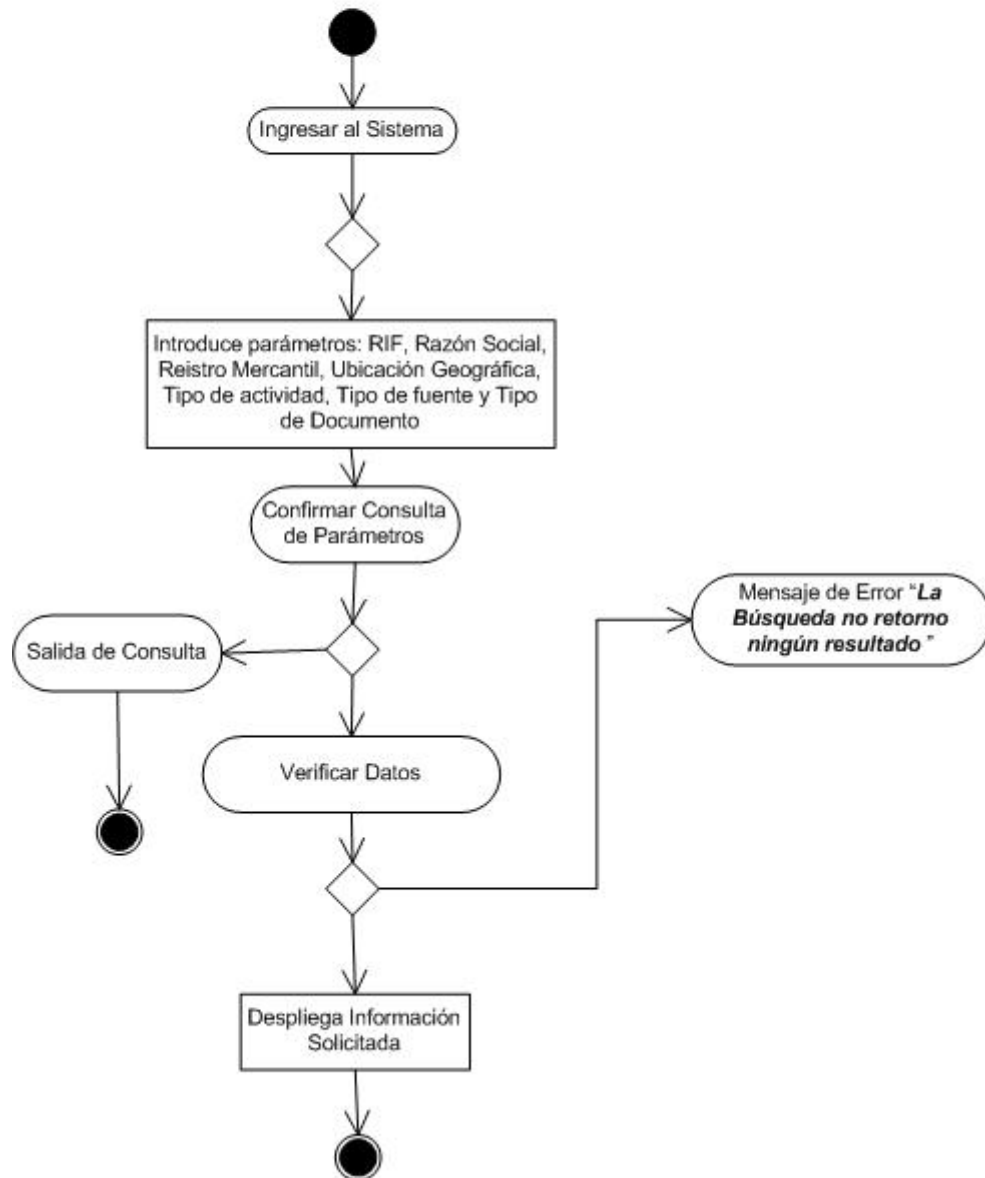 Ingresar al Sistema
Introduce parámetros: RIF, Razón Social,
Reistro Mercantil, Ubicación Geográfica,
Tipo de actividad, Tipo de fuente y Tipo
de Documento
Confirmar Consulta
de Parámetros
Mensaje de Error “La
Búsqueda no retorno
ningún resultado ”
Salida de Consulta
Verificar Datos
Despliega Información
Solicitada